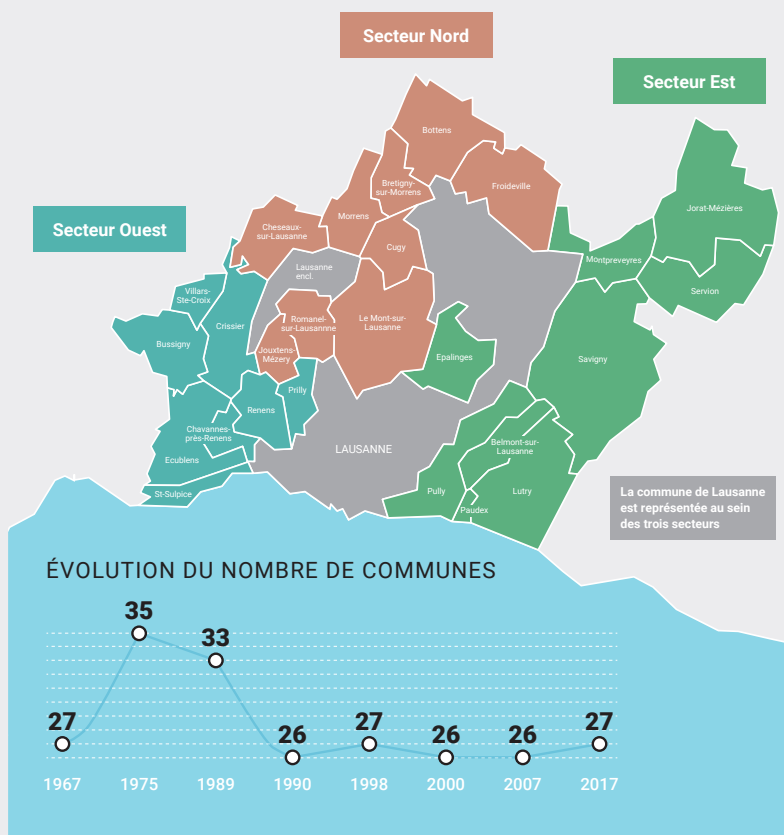 Secteur Nord
Secteur Est
Secteur Ouest
Bottens
Bretigny-
sur-Morrens
Froideville
Jorat-Mézières
Morrens
Cheseaux-
sur-Lausanne
Cugy
Montpreveyres
Lausanne
encl.
Servion
Villars-
Ste-Croix
Crissier
Romanel-
sur-Lausannne
Le Mont-sur-
Lausanne
Bussigny
Jouxtens-
Mézery
Epalinges
Savigny
Prilly
Renens
Chavannes-
près-Renens
LAUSANNE
Belmont-sur-
Lausanne
Ecublens
St-Sulpice
Pully
Lutry
Paudex
La commune de Lausanne
est représentée au sein
des trois secteurs
ÉVOLUTION DU NOMBRE DE COMMUNES
27 35 33 26 27 26 26 27
1967 1975 1989 1990 1998 2000 2007 2017